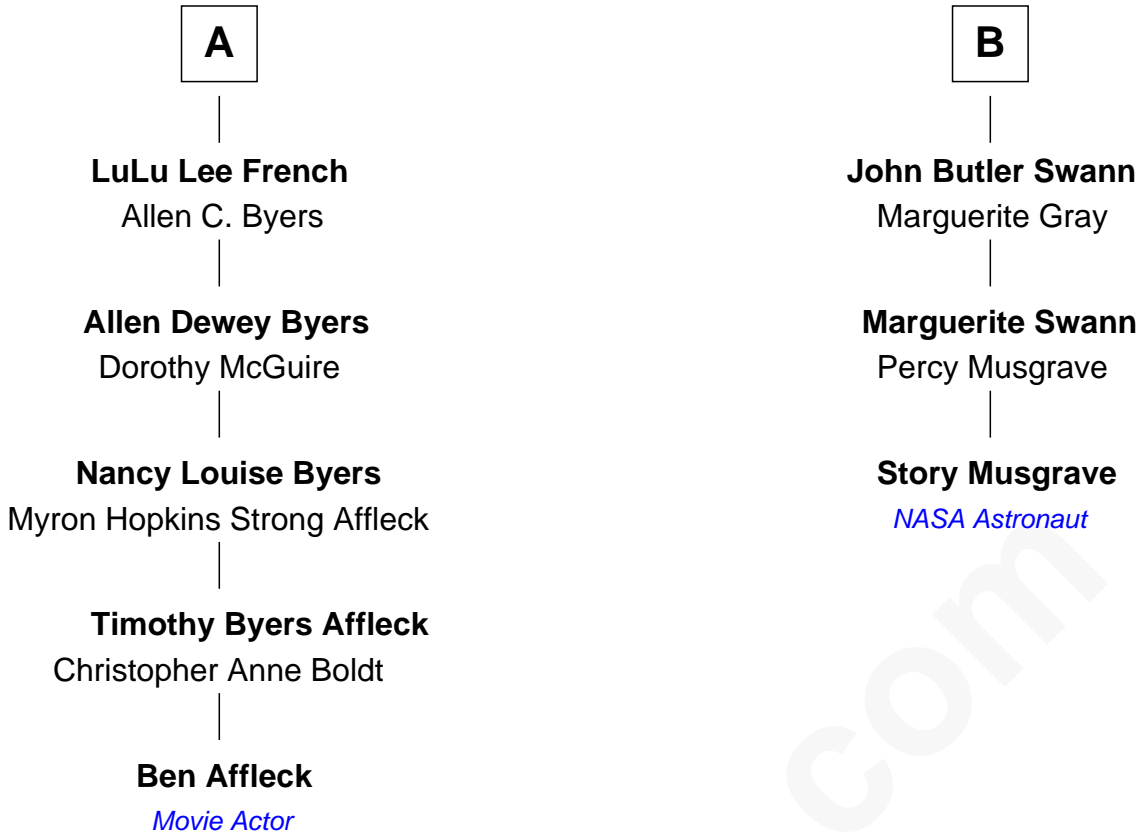 A
LuLu Lee French
Allen C. Byers
Allen Dewey Byers
Dorothy McGuire
Nancy Louise Byers
Myron Hopkins Strong Affleck
Timothy Byers Affleck
Christopher Anne Boldt
Ben Affleck
Movie Actor
B
John Butler Swann
Marguerite Gray
Marguerite Swann
Percy Musgrave
Story Musgrave
NASA Astronaut
com